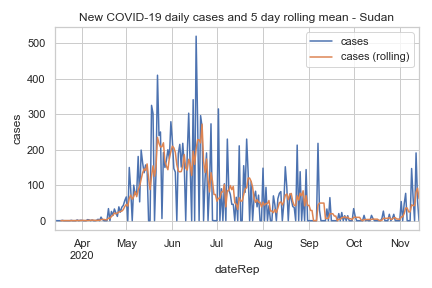 New COVID-19 daily cases and 5 day rolling mean - Sudan
cases
cases (rolling)
500
400
300
200
100
0
cases
Apr
2020
May
Jun
Jul
Aug
Sep
Oct
Nov
dateRep